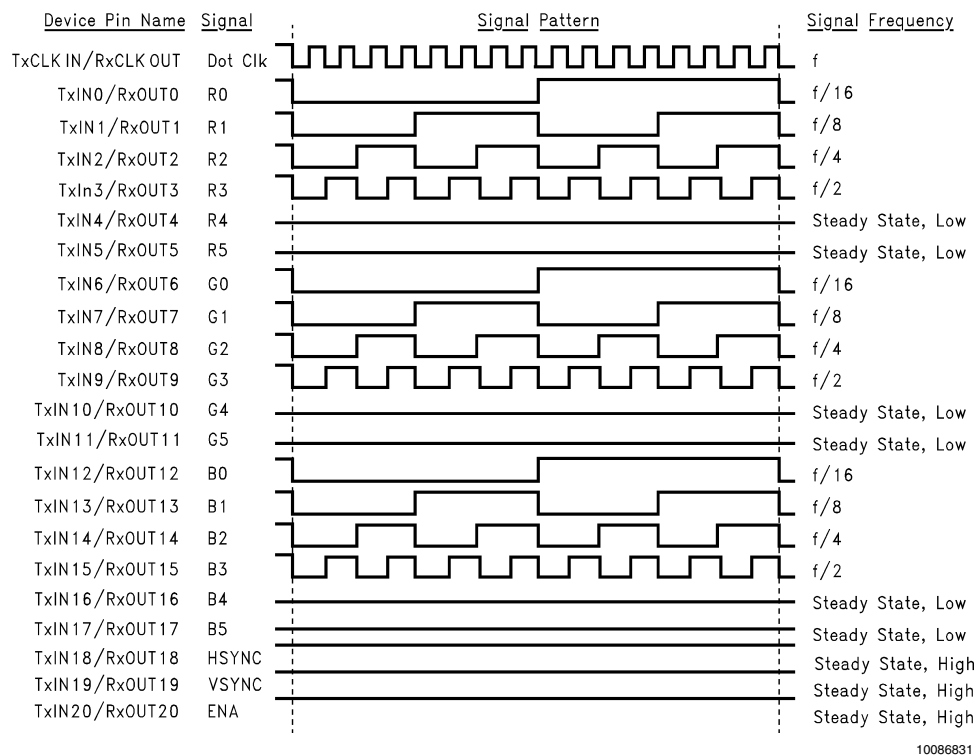 Device Pin Name Signal Signal Pattern Signal Frequency
TxCLK IN/RxCLK OUT Dot Clk f
TxIN0/RxOUT0 R0 f/16
TxIN1/RxOUT1 R1 f/8
TxIN2/RxOUT2 R2 f/4
TxIn3/RxOUT3 R3 f/2
TxIN4/RxOUT4 R4 Steady State, Low
TxIN5/RxOUT5 R5 Steady State, Low
TxIN6/RxOUT6 G0 f/16
TxIN7/RxOUT7 G1 f/8
TxIN8/RxOUT8 G2 f/4
TxIN9/RxOUT9 G3 f/2
TxIN10/RxOUT10 G4 Steady State, Low
TxIN11/RxOUT11 G5 Steady State, Low
TxIN12/RxOUT12 B0 f/16
TxIN13/RxOUT13 B1 f/8
TxIN14/RxOUT14 B2 f/4
TxIN15/RxOUT15 B3 f/2
TxIN16/RxOUT16 B4 Steady State, Low
TxIN17/RxOUT17 B5 Steady State, Low
TxIN18/RxOUT18 HSYNC Steady State, High
TxIN19/RxOUT19 VSYNC Steady State, High
TxIN20/RxOUT20 ENA Steady State, High
10086831